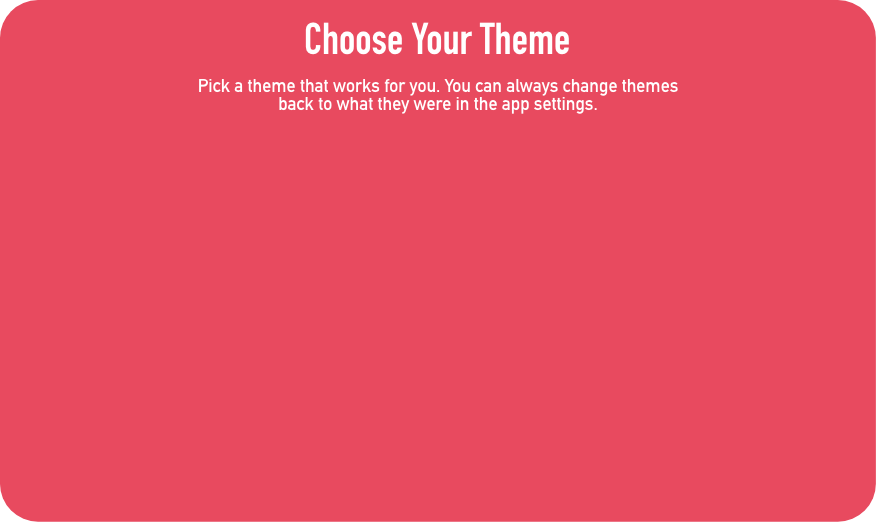 Choose Your Theme
Pick a theme that works for you. You can always change themes
back to what they were in the app settings.